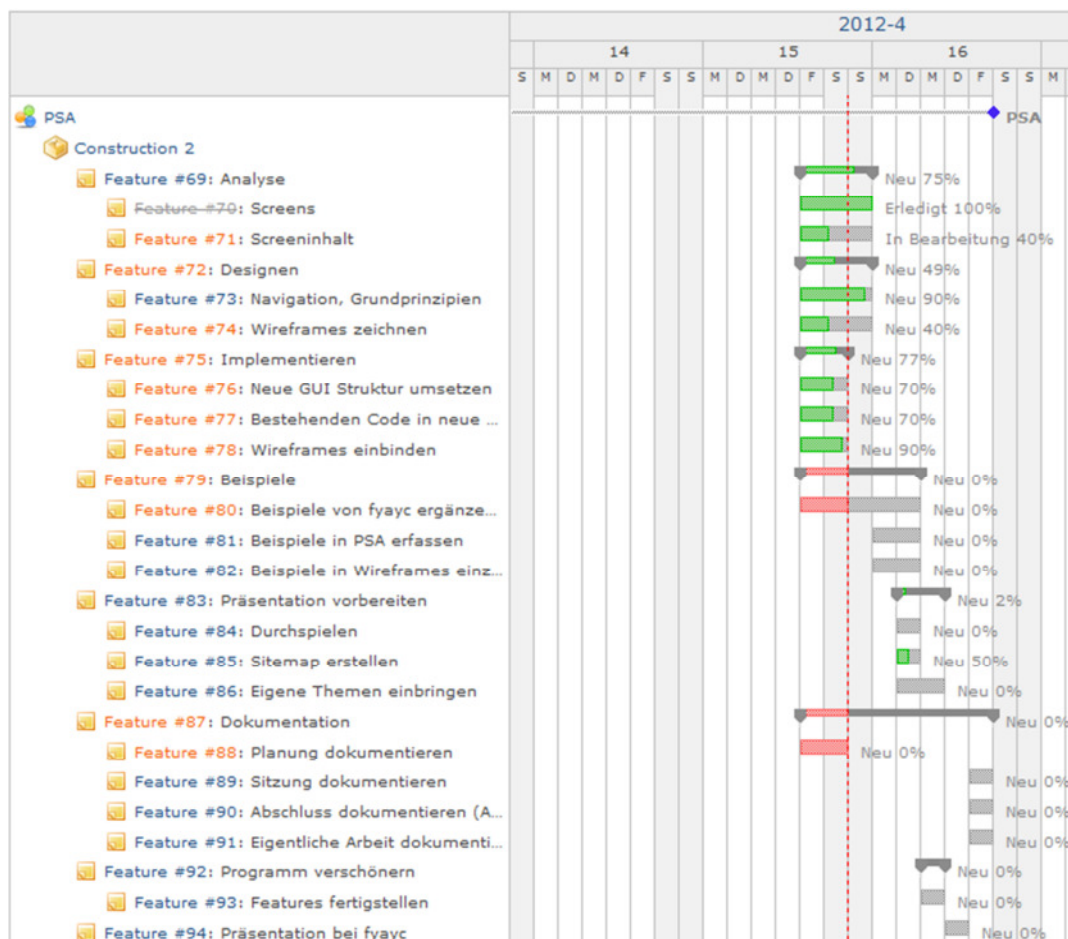 2012-4
14 15 16
S M D M D F S S M D M D F S S M D M D F S S M
PSA PSA
Construction 2
Feature #69: Analyse Neu 75%
Feature #70: Screens Erledigt 100%
Feature #71: Screeninhalt In Bearbeitung 40%
Feature #72: Designen Neu 49%
Feature #73: Navigation, Grundprinzipien Neu 90%
Feature #74: Wireframes zeichnen Neu 40%
Feature #75: Implementieren Neu 77%
Feature #76: Neue GUI Struktur umsetzen Neu 70%
Feature #77: Bestehenden Code in neue ... Neu 70%
Feature #78: Wireframes einbinden Neu 90%
Feature #79: Beispiele Neu 0%
Feature #80: Beispiele von fyayc ergänze... Neu 0%
Feature #81: Beispiele in PSA erfassen Neu 0%
Feature #82: Beispiele in Wireframes einz... Neu 0%
Feature #83: Präsentation vorbereiten Neu 2%
Feature #84: Durchspielen Neu 0%
Feature #85: Sitemap erstellen Neu 50%
Feature #86: Eigene Themen einbringen Neu 0%
Feature #87: Dokumentation Neu 0%
Feature #88: Planung dokumentieren Neu 0%
Feature #89: Sitzung dokumentieren Neu 0%
Feature #90: Abschluss dokumentieren (A... Neu 0%
Feature #91: Eigentliche Arbeit dokumenti... Neu 0%
Feature #92: Programm verschönern Neu 0%
Feature #93: Features fertigstellen Neu 0%
Feature #94: Präsentation bei fyayc Neu 0%